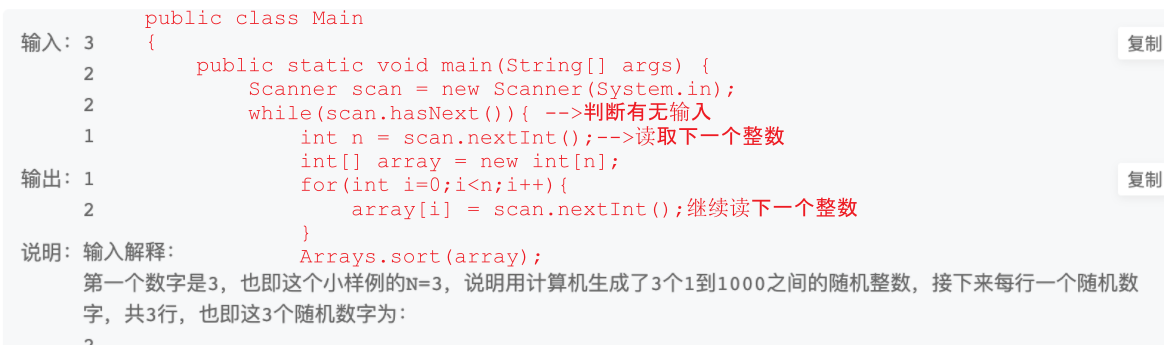 public class Main
输入：3
{
复制
public static void main(String[] args) {
2
Scanner scan = new Scanner(System.in);
2
while(scan.hasNext()){ -->判断有无输入
1
int n = scan.nextInt();-->读取下一个整数
int[] array = new int[n];
输出：1
for(int i=0;i<n;i++){
复制
2
array[i] = scan.nextInt();继续读下一个整数
}
说明：输入解释：
Arrays.sort(array);
第一个数字是3，也即这个小样例的N=3，说明用计算机生成了3个1到1000之间的随机整数，接下来每行一个随机数
字，共3行，也即这3个随机数字为：